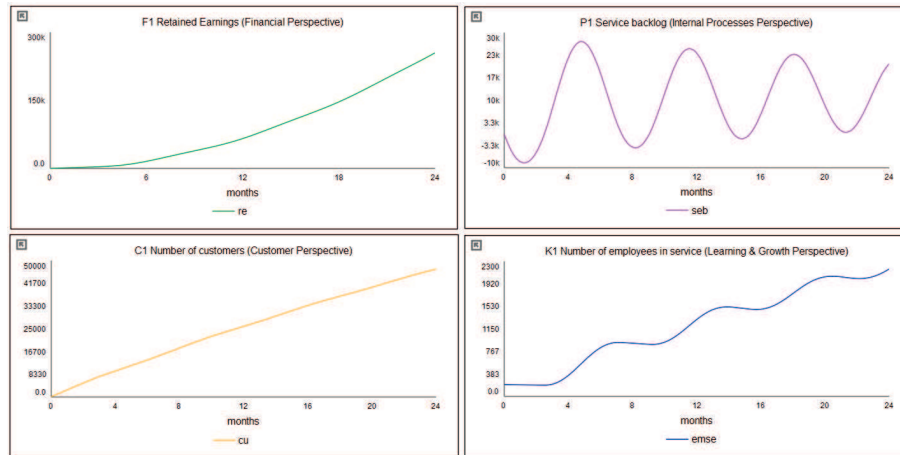 F1 Retained Earnings (Financial Perspective)
300k
150k
0.0
0 6 12 18 24
months
re
P1 Service backlog (Internal Processes Perspective)
30k
23k
17k
10k
3.3k
-3.3k
-10k
0 4 8 12 16 20 24
months
seb
C1 Number of customers (Customer Perspective)
50000
41700
33300
25000
16700
8330
0.0
0 4 8 12 16 20 24
months
cu
K1 Number of employees in service (Learning & Growth Perspective)
2300
1920
1530
1150
767
383
0.0
0 4 8 12 16 20 24
months
emse